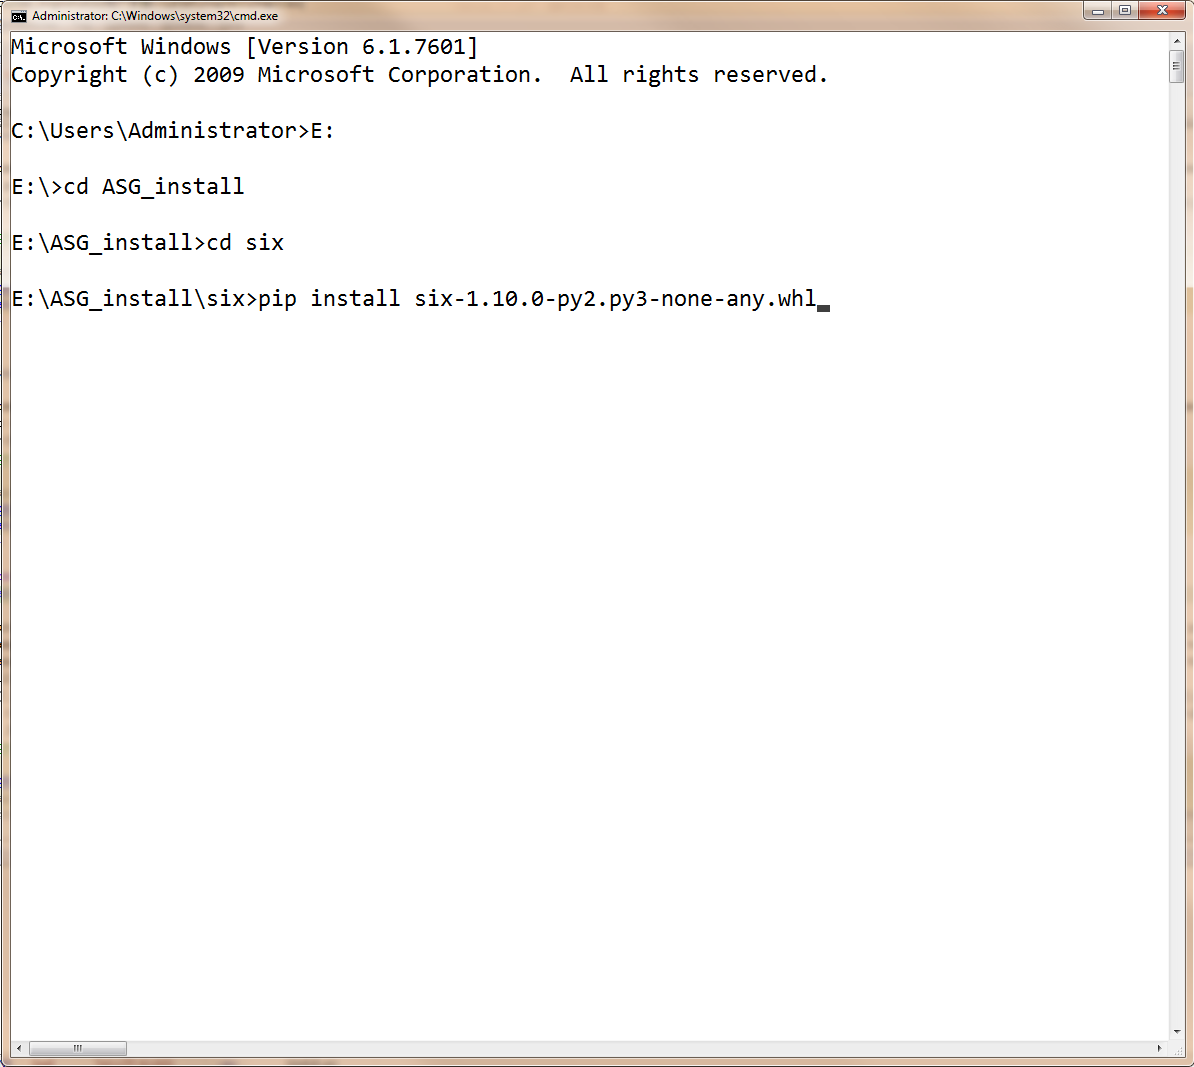 Administrator: C:\Windows\system32\cmd.exe
Microsoft Windows [Version 6.1.7601]
Copyright (c) 2009 Microsoft Corporation.  All rights reserved.
C:\Users\Administrator>E:
E:\>cd ASG_install
E:\ASG_install>cd six
E:\ASG_install\six>pip install six-1.10.0-py2.py3-none-any.whl